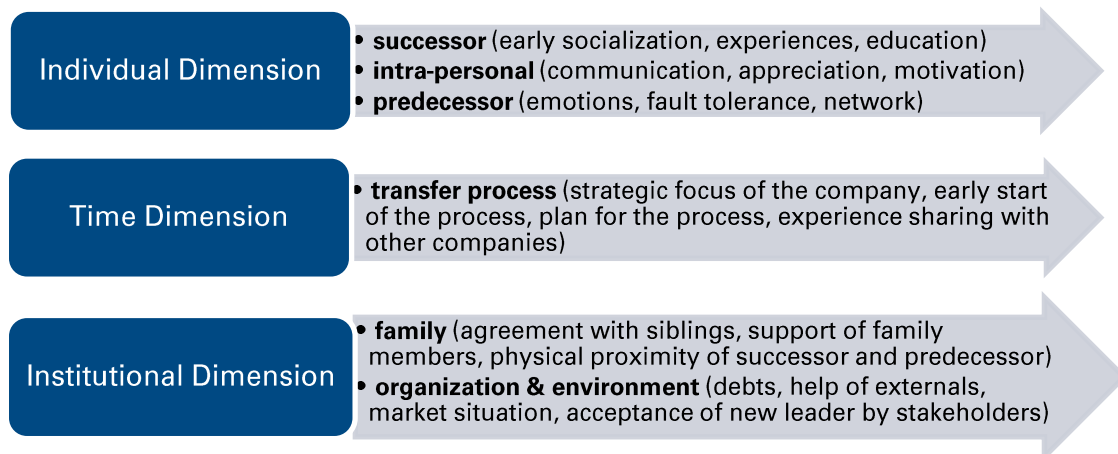 Individual Dimension
• successor (early socialization, experiences, education)
• intra-personal (communication, appreciation, motivation)
• predecessor (emotions, fault tolerance, network)
Time Dimension
• transfer process (strategic focus of the company, early start
of the process, plan for the process, experience sharing with
other companies)
Institutional Dimension
• family (agreement with siblings, support of family
members, physical proximity of successor and predecessor)
• organization & environment (debts, help of externals,
market situation, acceptance of new leader by stakeholders)